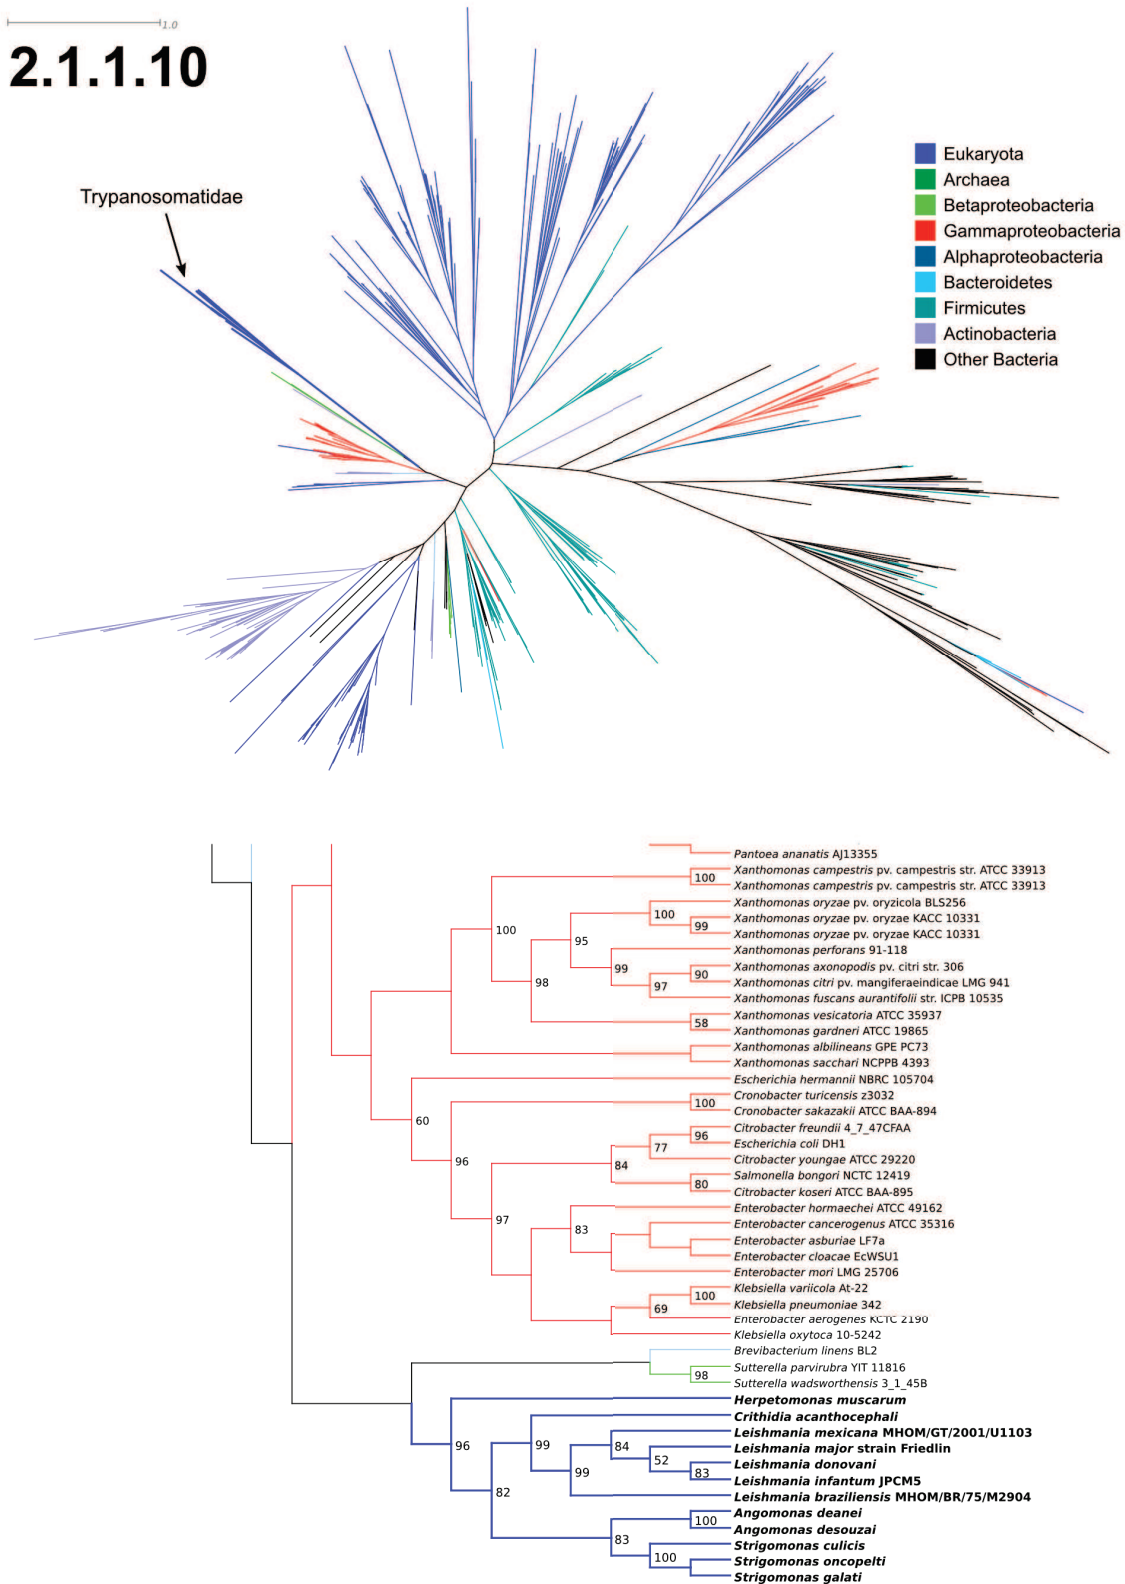 1.0
2.1.1.10
Trypanosomatidae
Eukaryota
Archaea
Betaproteobacteria
Gammaproteobacteria
Alphaproteobacteria
Bacteroidetes
Firmicutes
Actinobacteria
Other Bacteria
Pantoea ananatis AJ13355
Xanthomonas campestris pv. campestris str. ATCC 33913
100
Xanthomonas campestris pv. campestris str. ATCC 33913
Xanthomonas oryzae pv. oryzicola BLS256
100
Xanthomonas oryzae pv. oryzae KACC 10331
99
100
Xanthomonas oryzae pv. oryzae KACC 10331
95
Xanthomonas perforans 91-118
99
Xanthomonas axonopodis pv. citri str. 306
90
98
97
Xanthomonas citri pv. mangiferaeindicae LMG 941
Xanthomonas fuscans aurantifolii str. ICPB 10535
Xanthomonas vesicatoria ATCC 35937
58
Xanthomonas gardneri ATCC 19865
Xanthomonas albilineans GPE PC73
Xanthomonas sacchari NCPPB 4393
Escherichia hermannii NBRC 105704
Cronobacter turicensis z3032
100
Cronobacter sakazakii ATCC BAA-894
60
Citrobacter freundii 4_7_47CFAA
96
Escherichia coli DH1
77
Citrobacter youngae ATCC 29220
96
84
Salmonella bongori NCTC 12419
80
Citrobacter koseri ATCC BAA-895
Enterobacter hormaechei ATCC 49162
97
83
Enterobacter cancerogenus ATCC 35316
Enterobacter asburiae LF7a
Enterobacter cloacae EcWSU1
Enterobacter mori LMG 25706
Klebsiella variicola At-22
100
Klebsiella pneumoniae 342
69
Enterobacter aerogenes KCTC 2190
Klebsiella oxytoca 10-5242
Brevibacterium linens BL2
Sutterella parvirubra YIT 11816
98
Sutterella wadsworthensis 3_1_45B
Herpetomonas muscarum
Crithidia acanthocephali
Leishmania mexicana MHOM/GT/2001/U1103
96
99
84
Leishmania major strain Friedlin
52
Leishmania donovani
99
83
Leishmania infantum JPCM5
82
Leishmania braziliensis MHOM/BR/75/M2904
Angomonas deanei
100
Angomonas desouzai
83
Strigomonas culicis
100
Strigomonas oncopelti
Strigomonas galati